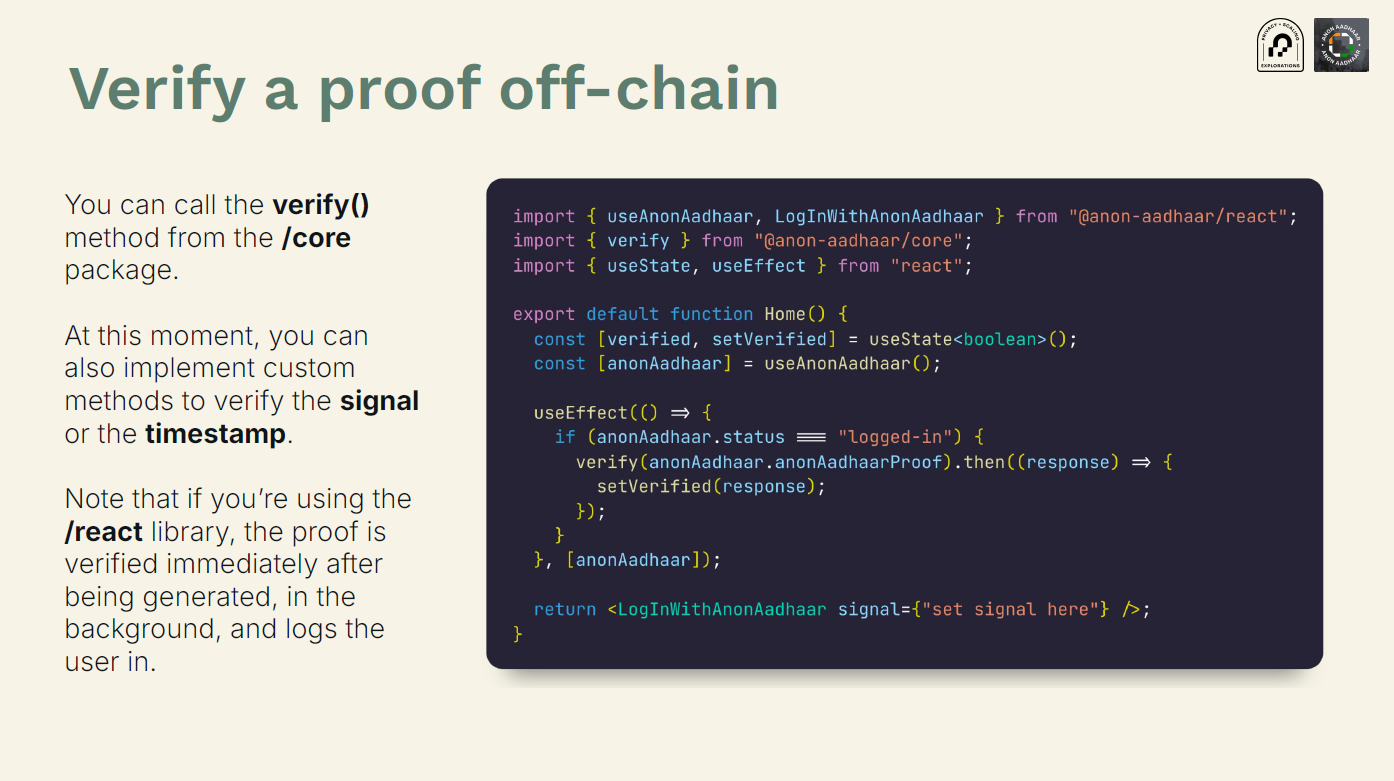 PRIVACY + SCALING
EXPLORATIONS
ANON AADHAAR
ANON AADHAAR
Verify a proof off-chain
You can call the verify()
method from the /core
package.
At this moment, you can
also implement custom
methods to verify the signal
or the timestamp.
Note that if you’re using the
/react library, the proof is
verified immediately after
being generated, in the
background, and logs the
user in.
import { useAnonAadhaar, LogInWithAnonAadhaar } from "@anon-aadhaar/react";
import { verify } from "@anon-aadhaar/core";
import { useState, useEffect } from "react";
export default function Home() {
  const [verified, setVerified] = useState<boolean>();
  const [anonAadhaar] = useAnonAadhaar();
  useEffect(() => {
    if (anonAadhaar.status === "logged-in") {
      verify(anonAadhaar.anonAadhaarProof).then((response) => {
        setVerified(response);
      });
    }
  }, [anonAadhaar]);
  return <LogInWithAnonAadhaar signal={"set signal here"} />;
}